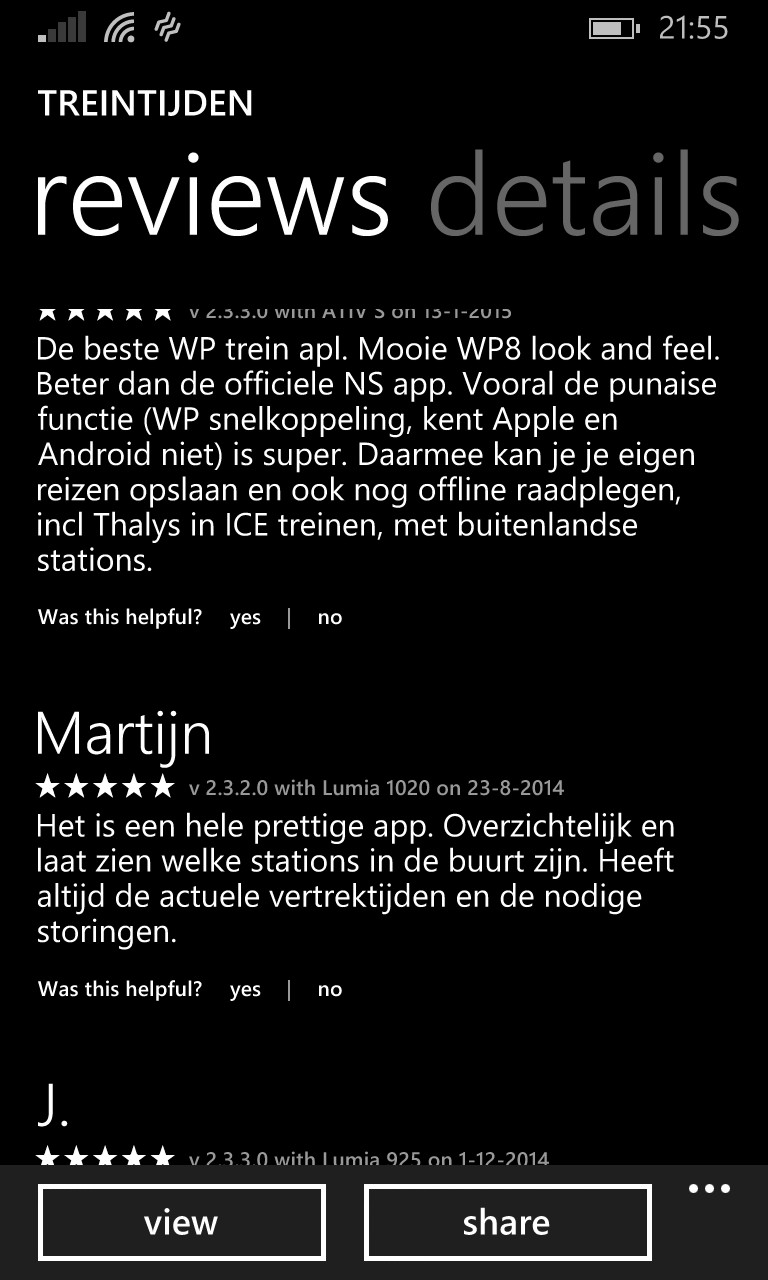 21:55
TREINTIJDEN
reviews details
v 2.3.3.0 with ATIV S on 13-1-2015
De beste WP trein apl. Mooie WP8 look and feel.
Beter dan de officiele NS app. Vooral de punaise
functie (WP snelkoppeling, kent Apple en
Android niet) is super. Daarmee kan je je eigen
reizen opslaan en ook nog offline raadplegen,
incl Thalys in ICE treinen, met buitenlandse
stations.
Was this helpful? yes | no
Martijn
v 2.3.2.0 with Lumia 1020 on 23-8-2014
Het is een hele prettige app. Overzichtelijk en
laat zien welke stations in de buurt zijn. Heeft
altijd de actuele vertrektijden en de nodige
storingen.
Was this helpful? yes | no
J.
v 2.3.3.0 with Lumia 925 on 1-12-2014
view share